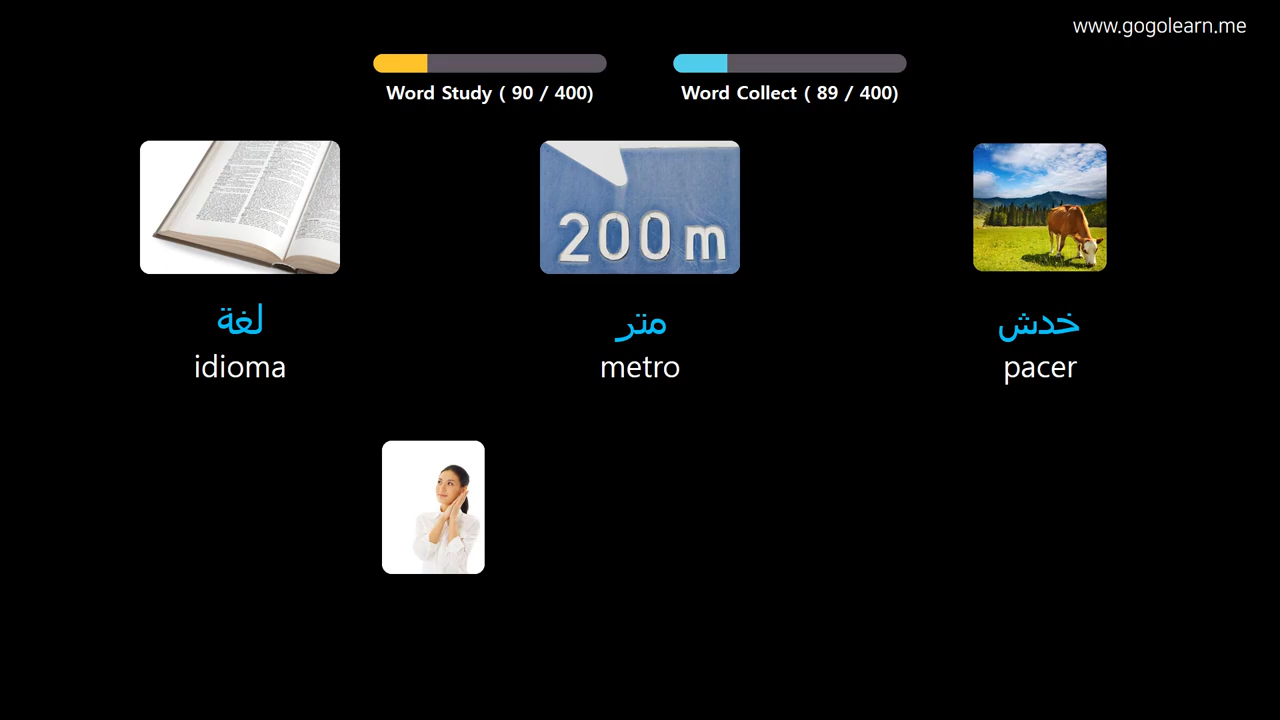 www.gogolearn.me
Word Study ( 90 / 400)
Word Collect ( 89 / 400)
200 m
لغة
متر
خدش
idioma
metro
pacer